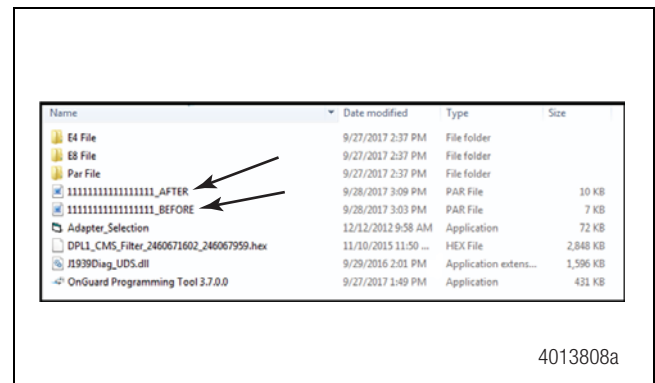 Name Date modified Type Size
E4 File 9/27/2017 2:37 PM File folder
E8 File 9/27/2017 2:37 PM File folder
Par File 9/27/2017 2:37 PM File folder
11111111111111111_AFTER 9/28/2017 3:09 PM PAR File 10 KB
11111111111111111_BEFORE 9/28/2017 3:03 PM PAR File 7 KB
Adapter_Selection 12/12/2012 9:58 AM Application 72 KB
DPL1_CMS_Filter_2460671602_246067959.hex 11/10/2015 11:50 ... HEX File 2,848 KB
J1939Diag_UDS.dll 9/29/2016 2:01 PM Application extens... 1,596 KB
OnGuard Programming Tool 3.7.0.0 9/27/2017 1:49 PM Application 431 KB
4013808a